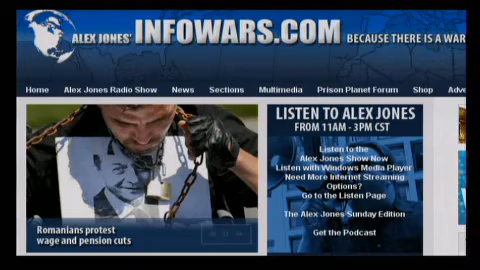 ALEX JONES' INFOWARS.COM BECAUSE THERE IS A WAR
Home Alex Jones Radio Show News Sections Multimedia Prison Planet Forum Shop Adve
LISTEN TO ALEX JONES
FROM 11AM - 3PM CST
Listen to the
Alex Jones Show Now
Listen with Windows Media Player
Need More Internet Streaming
Options?
Go to the Listen Page
The Alex Jones Sunday Edition
Get the Podcast
Romanians protest
wage and pension cuts